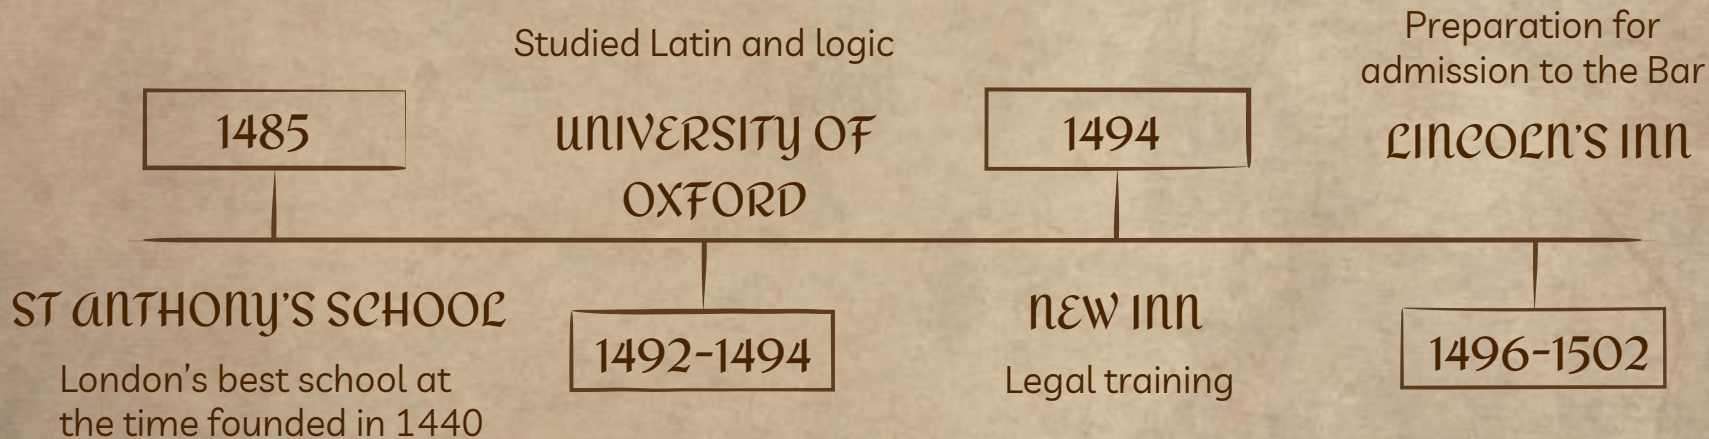 1485
ST ANTHONY'S SCHOOL
London's best school at
the time founded in 1440
Studied Latin and logic
UNIVERSITY OF
OXFORD
1492-1494
1494
NEW INN
Legal training
Preparation for
admission to the Bar
LINCOLN'S INN
1496-1502